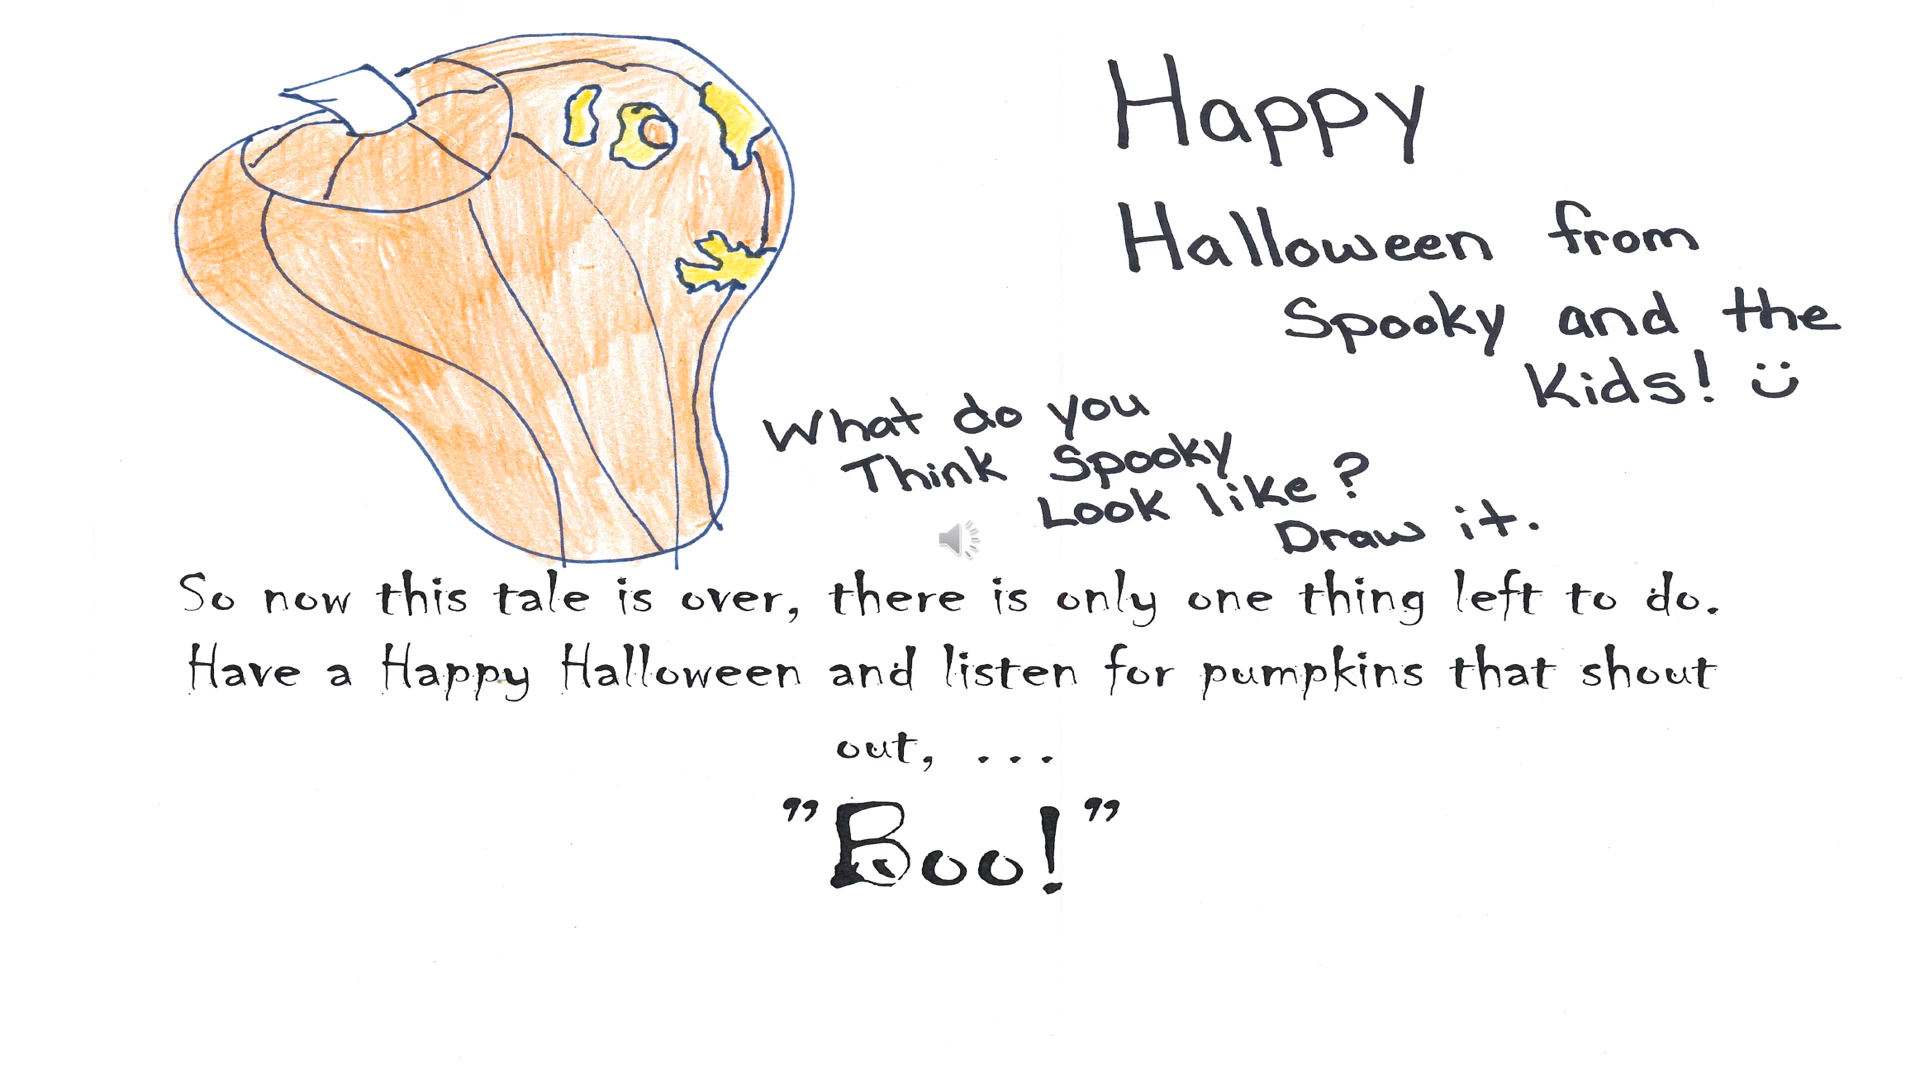 Happy
Halloween from
Spooky and the
Kids!
What do you
Think Spooky
Look like?
Draw it.
So now this tale is over, there is only one thing left to do.
Have a Happy Halloween and listen for pumpkins that shout
out, ...
”Boo!”